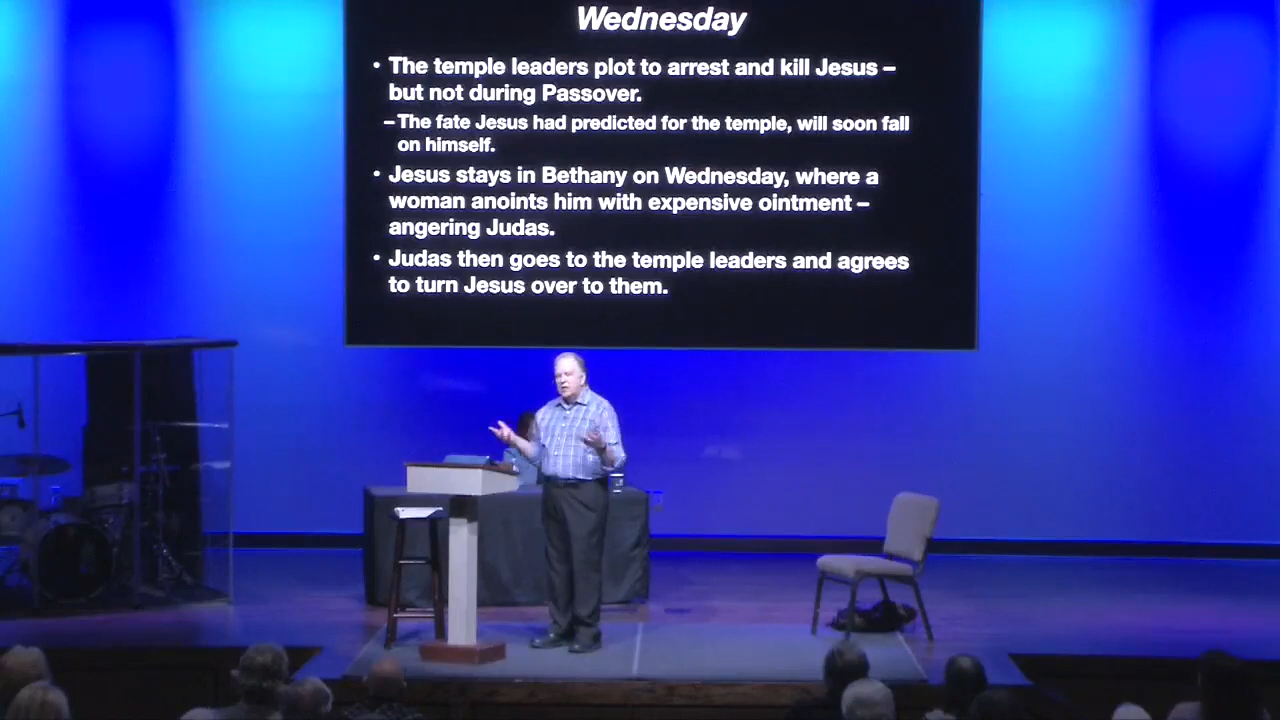 Wednesday
• The temple leaders plot to arrest and kill Jesus –
but not during Passover.
– The fate Jesus had predicted for the temple, will soon fall
on himself.
• Jesus stays in Bethany on Wednesday, where a
woman anoints him with expensive ointment –
angering Judas.
• Judas then goes to the temple leaders and agrees
to turn Jesus over to them.